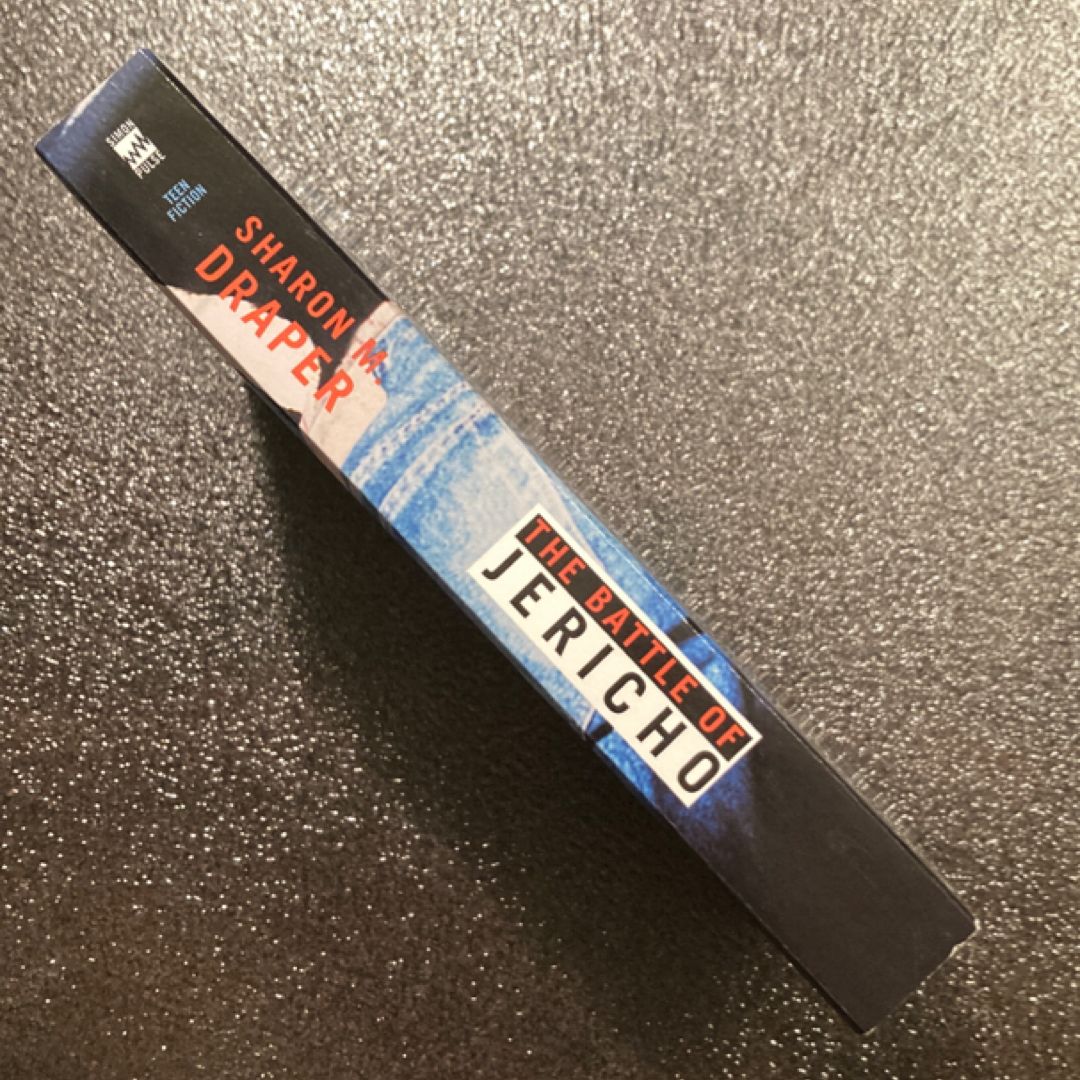 SIMON
PULSE
TEEN
FICTION
SHARON M.
DRAPER
THE BATTLE OF
JERICHO